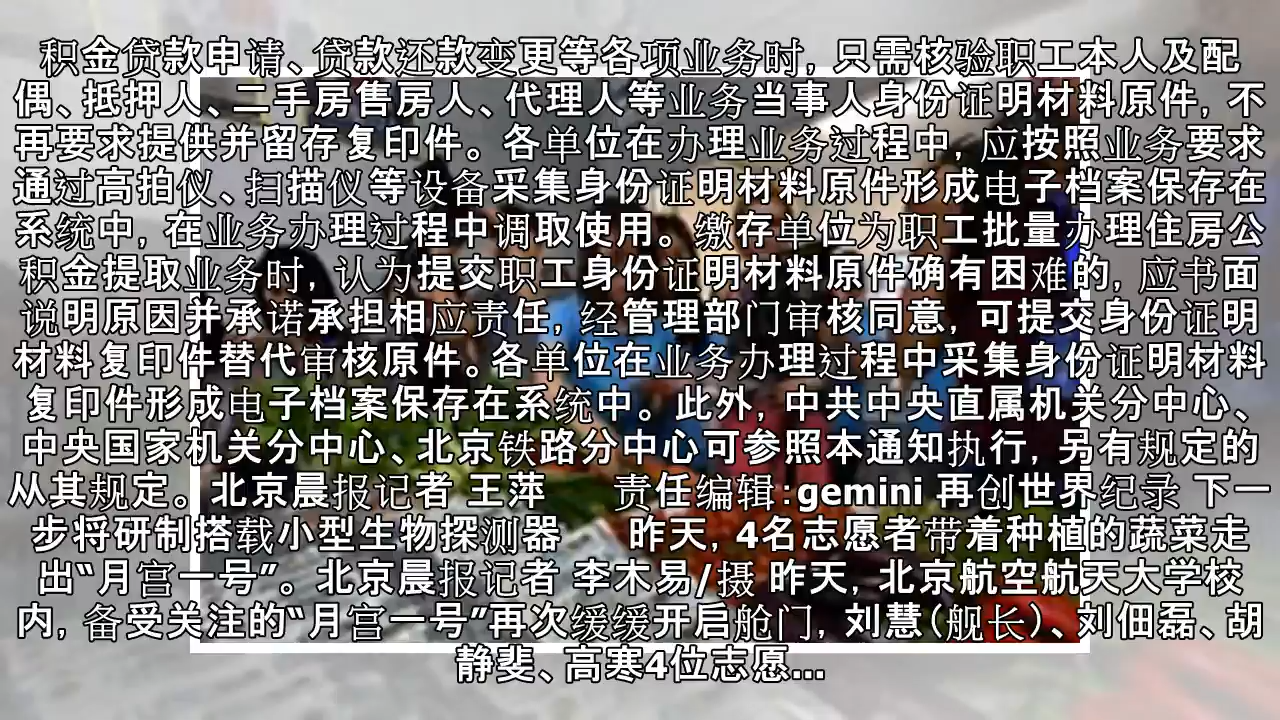 积金贷款申请、贷款还款变更等各项业务时, 只需核验职工本人及配
偶、抵押人、二手房售房人、代理人等业务当事人身份证明材料原件, 不
再要求提供并留存复印件。各单位在办理业务过程中, 应按照业务要求
通过高拍仪、扫描仪等设备采集身份证明材料原件形成电子档案保存在
系统中, 在业务办理过程中调取使用。缴存单位为职工批量办理住房公
积金提取业务时, 认为提交职工身份证明材料原件确有困难的, 应书面
说明原因并承诺承担相应责任, 经管理部门审核同意, 可提交身份证明
材料复印件替代审核原件。各单位在业务办理过程中采集身份证明材料
复印件形成电子档案保存在系统中。此外, 中共中央直属机关分中心、
中央国家机关分中心、北京铁路分中心可参照本通知执行, 另有规定的
从其规定。北京晨报记者 王萍 责任编辑:gemini 再创世界纪录 下一
步将研制搭载小型生物探测器 昨天, 4名志愿者带着种植的蔬菜走
出“月宫一号”。北京晨报记者 李木易/摄 昨天, 北京航空航天大学校
内, 备受关注的“月宫一号”再次缓缓开启舱门, 刘慧(舰长)、刘佃磊、胡
静斐、高寒4位志愿...